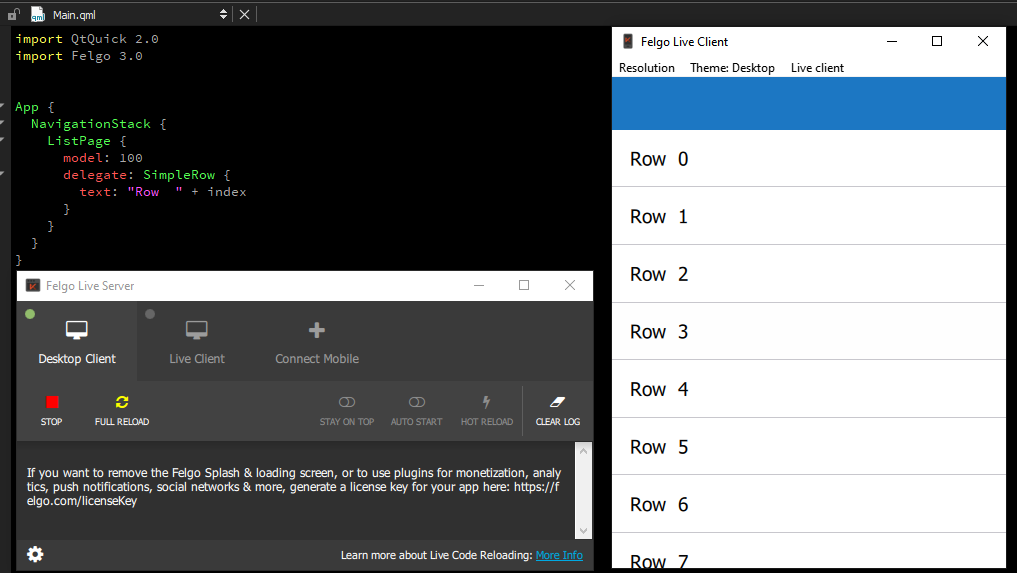 Main.qml
import QtQuick 2.0
import Felgo 3.0
App {
NavigationStack {
ListPage {
model: 100
delegate: SimpleRow {
text: "Row  " + index
}
}
}
}
Felgo Live Server
Desktop Client
Live Client
Connect Mobile
STOP
FULL RELOAD
STAY ON TOP
AUTO START
HOT RELOAD
CLEAR LOG
If you want to remove the Felgo Splash & loading screen, or to use plugins for monetization, analy
tics, push notifications, social networks & more, generate a license key for your app here: https://f
elgo.com/licenseKey
Learn more about Live Code Reloading: More Info
Felgo Live Client
Resolution Theme: Desktop Live client
Row  0
Row  1
Row  2
Row  3
Row  4
Row  5
Row  6
Row  7